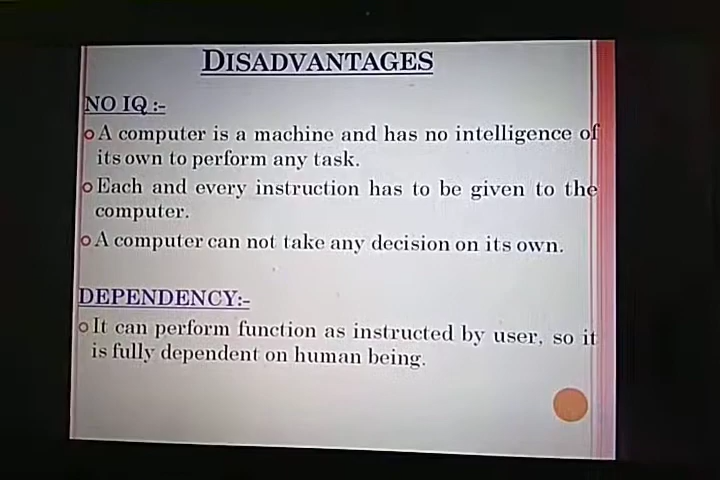 DISADVANTAGES
NO IQ :-
A computer is a machine and has no intelligence of
its own to perform any task.
Each and every instruction has to be given to the
computer.
A computer can not take any decision on its own.
DEPENDENCY:-
It can perform function as instructed by user, so it
is fully dependent on human being.